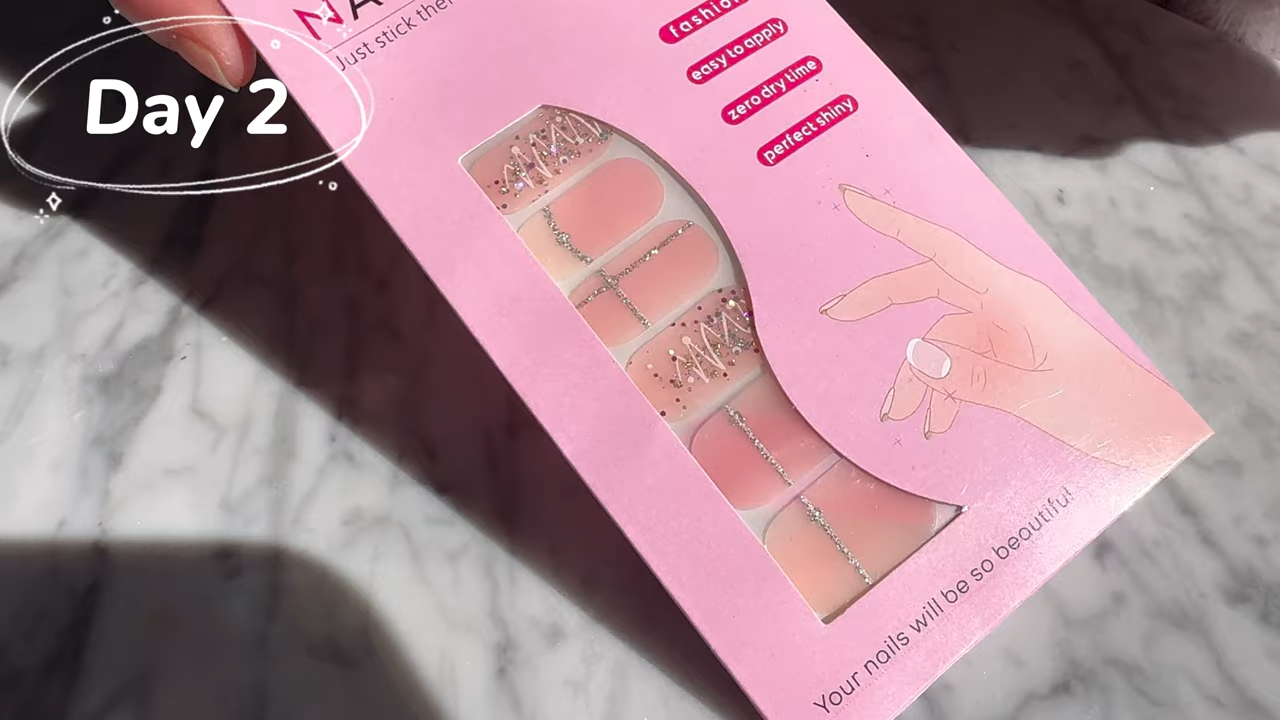 Day 2
Just stick
fashion
easy to apply
zero dry time
perfect shiny
Your nails will be so beautiful